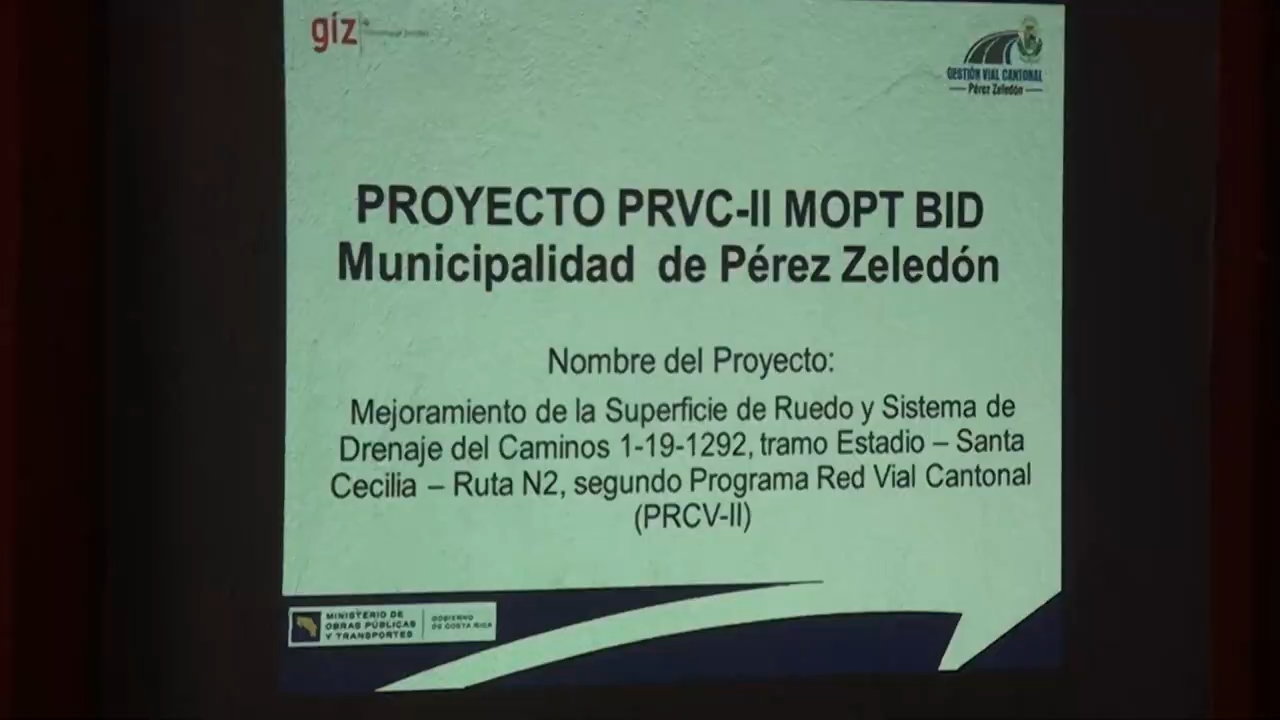 giz
GESTIÓN VIAL CANTONAL
Pérez Zeledón
PROYECTO PRVC-II MOPT BID
Municipalidad de Pérez Zeledón
Nombre del Proyecto:
Mejoramiento de la Superficie de Ruedo y Sistema de
Drenaje del Caminos 1-19-1292, tramo Estadio – Santa
Cecilia – Ruta N2, segundo Programa Red Vial Cantonal
(PRCV-II)
MINISTERIO DE
OBRAS PÚBLICAS
Y TRANSPORTES
GOBIERNO
DE COSTA RICA